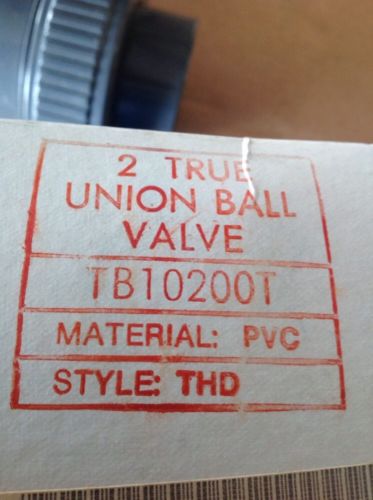 2 TRUE
UNION BALL
VALVE
TB10200T
MATERIAL: PVC
STYLE: THD